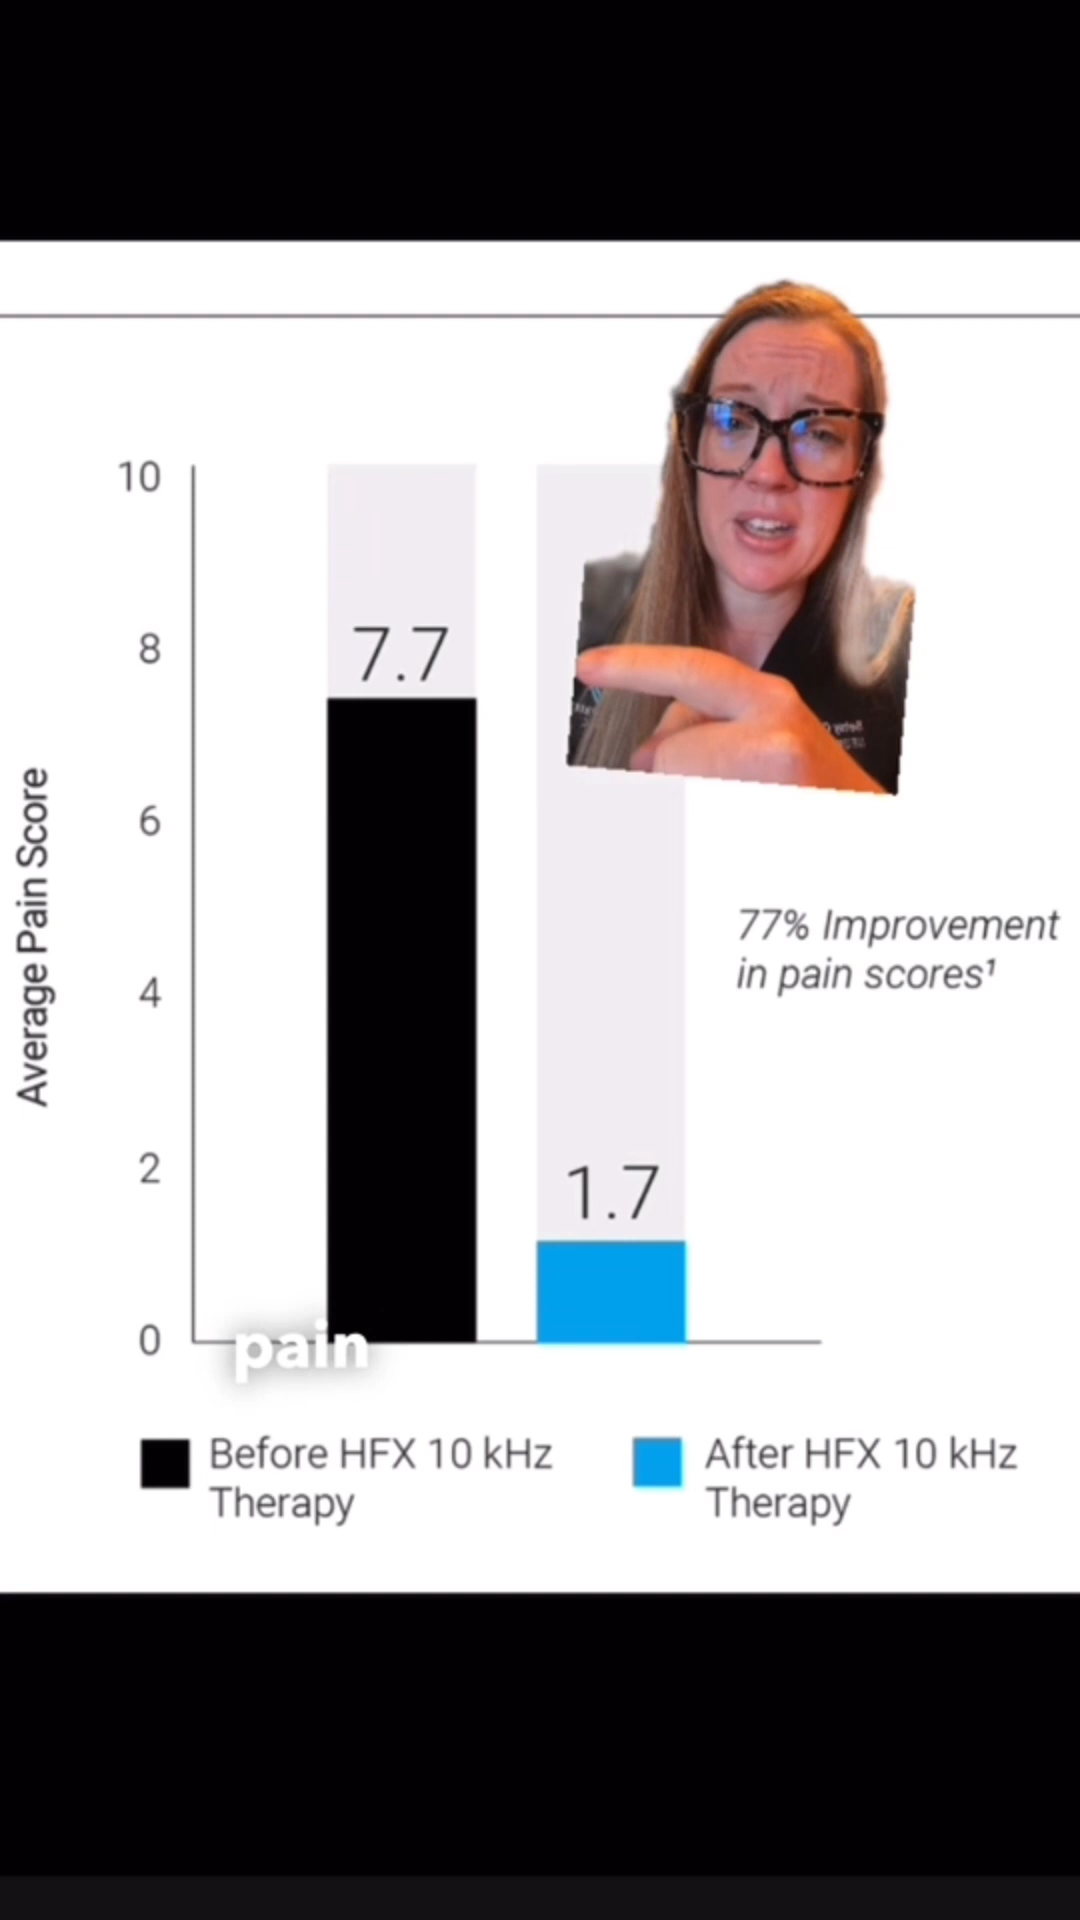 10
8
6
4
2
0
Average Pain Score
7.7
1.7
77% Improvement
in pain scores¹
pain
Before HFX 10 kHz
Therapy
After HFX 10 kHz
Therapy